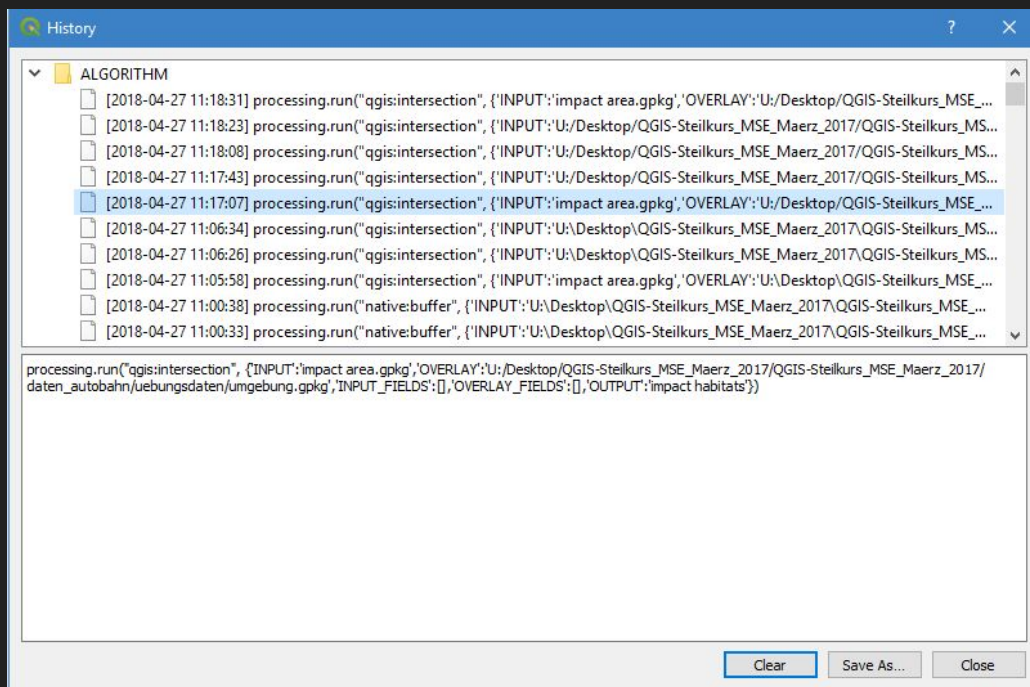 History
?
ALGORITHM
[2018-04-27 11:18:31] processing.run("qgis:intersection", {'INPUT':'impact area.gpkg','OVERLAY':'U:/Desktop/QGIS-Steilkurs_MSE_...
[2018-04-27 11:18:23] processing.run("qgis:intersection", {'INPUT':'U:/Desktop/QGIS-Steilkurs_MSE_Maerz_2017/QGIS-Steilkurs_MS...
[2018-04-27 11:18:08] processing.run("qgis:intersection", {'INPUT':'U:/Desktop/QGIS-Steilkurs_MSE_Maerz_2017/QGIS-Steilkurs_MS...
[2018-04-27 11:17:43] processing.run("qgis:intersection", {'INPUT':'U:/Desktop/QGIS-Steilkurs_MSE_Maerz_2017/QGIS-Steilkurs_MS...
[2018-04-27 11:17:07] processing.run("qgis:intersection", {'INPUT':'impact area.gpkg','OVERLAY':'U:/Desktop/QGIS-Steilkurs_MSE_...
[2018-04-27 11:06:34] processing.run("qgis:intersection", {'INPUT':'U:\Desktop\QGIS-Steilkurs_MSE_Maerz_2017\QGIS-Steilkurs_MS...
[2018-04-27 11:06:26] processing.run("qgis:intersection", {'INPUT':'U:\Desktop\QGIS-Steilkurs_MSE_Maerz_2017\QGIS-Steilkurs_MS...
[2018-04-27 11:05:58] processing.run("qgis:intersection", {'INPUT':'impact area.gpkg','OVERLAY':'U:\Desktop\QGIS-Steilkurs_MSE_...
[2018-04-27 11:00:38] processing.run("native:buffer", {'INPUT':'U:\Desktop\QGIS-Steilkurs_MSE_Maerz_2017\QGIS-Steilkurs_MSE_...
[2018-04-27 11:00:33] processing.run("native:buffer", {'INPUT':'U:\Desktop\QGIS-Steilkurs_MSE_Maerz_2017\QGIS-Steilkurs_MSE_...
processing.run("qgis:intersection", {'INPUT':'impact area.gpkg','OVERLAY':'U:/Desktop/QGIS-Steilkurs_MSE_Maerz_2017/QGIS-Steilkurs_MSE_Maerz_2017/
daten_autobahn/uebungsdaten/umgebung.gpkg','INPUT_FIELDS':[],'OVERLAY_FIELDS':[],'OUTPUT':'impact habitats'})
Clear Save As... Close